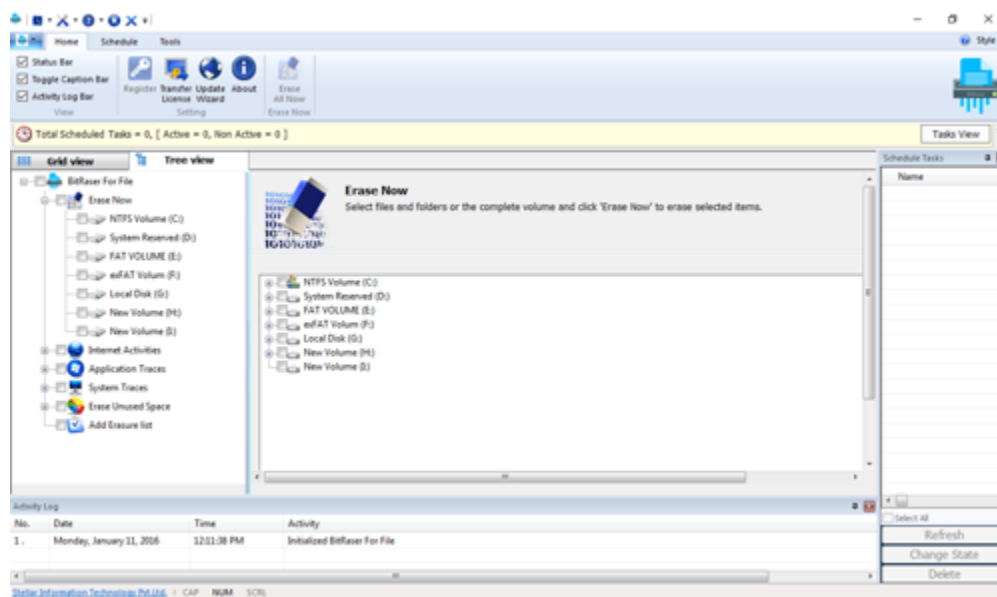 Home Schedule Tools
Style
Status Bar
Toggle Caption Bar
Activity Log Bar
Register Transfer License Update Wizard About
Erase All Now
View Setting Erase Now
Total Scheduled Tasks = 0, [ Active = 0, Non Active = 0 ]
Tasks View
Grid view Tree view
Schedule Tasks
Name
BitRaser For File
Erase Now
NTFS Volume (C:)
System Reserved (D:)
FAT VOLUME (E:)
exFAT Volum (F:)
Local Disk (G:)
New Volume (H:)
New Volume (I:)
Internet Activities
Application Traces
System Traces
Erase Unused Space
Add Erasure list
Erase Now
Select files and folders or the complete volume and click 'Erase Now' to erase selected items.
NTFS Volume (C:)
System Reserved (D:)
FAT VOLUME (E:)
exFAT Volum (F:)
Local Disk (G:)
New Volume (H:)
New Volume (I:)
Activity Log
No. Date Time Activity
1 . Monday, January 11, 2016 12:11:38 PM Initialized BitRaser For File
Select All
Refresh
Change State
Delete
Stellar Information Technology Pvt.Ltd. CAP NUM SCRL